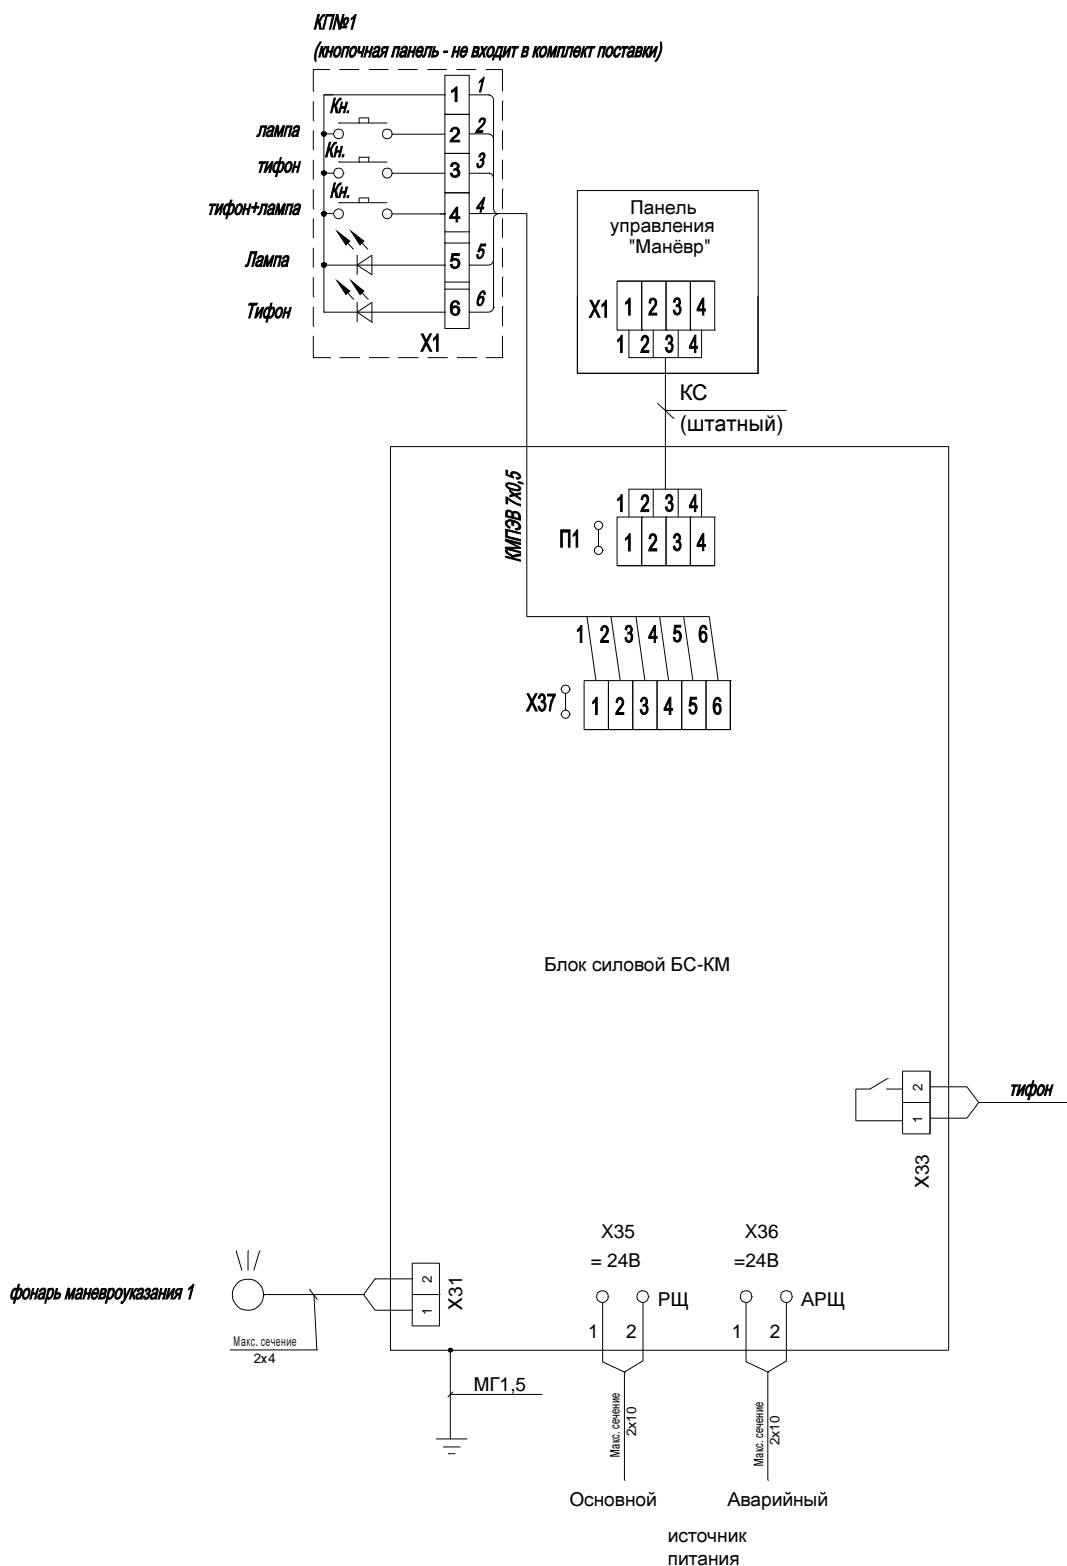 КП№1
(кнопочная панель - не входит в комплект поставки)
1 1
Кн.
лампа 2 2
Кн.
тифон 3 3
Кн.
тифон+лампа 4 4
Лампа 5 5
Тифон 6 6
X1
Панель
управления
"Манёвр"
X1 1 2 3 4
1 2 3 4
КС
(штатный)
КМПЭВ 7х0,5
1 2 3 4
П1 1 2 3 4
1 2 3 4 5 6
X37 1 2 3 4 5 6
Блок силовой БС-КМ
2
1
тифон
X33
X35 X36
= 24В =24В
РЩ АРЩ
1 2 1 2
фонарь маневроуказания 1
2
1
X31
Макс. сечение
2х4
МГ1,5
Макс. сечение
2х10
Макс. сечение
2х10
Основной Аварийный
источник
питания